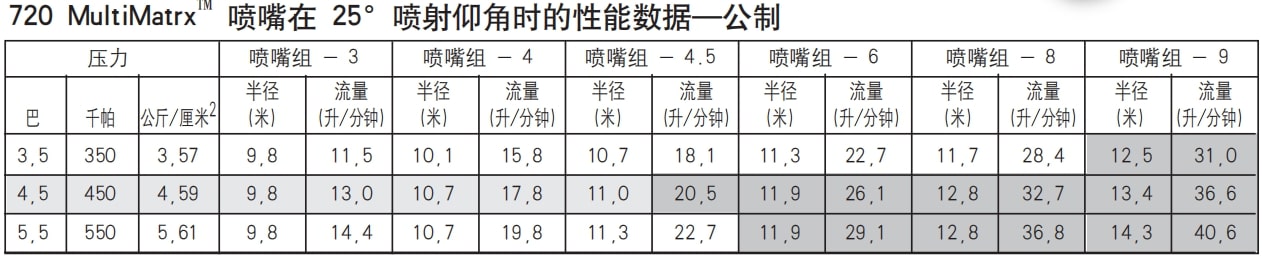 720 MultiMatrx™ 喷嘴在 25° 喷射仰角时的性能数据—公制
压力 喷嘴组 – 3 喷嘴组 – 4 喷嘴组 – 4.5 喷嘴组 – 6 喷嘴组 – 8 喷嘴组 – 9
巴 千帕 公斤/厘米2 半径 (米) 流量 (升/分钟) 半径 (米) 流量 (升/分钟) 半径 (米) 流量 (升/分钟) 半径 (米) 流量 (升/分钟) 半径 (米) 流量 (升/分钟) 半径 (米) 流量 (升/分钟)
3,5 350 3,57 9,8 11,5 10,1 15,8 10,7 18,1 11,3 22,7 11,7 28,4 12,5 31,0
4,5 450 4,59 9,8 13,0 10,7 17,8 11,0 20,5 11,9 26,1 12,8 32,7 13,4 36,6
5,5 550 5,61 9,8 14,4 10,7 19,8 11,3 22,7 11,9 29,1 12,8 36,8 14,3 40,6